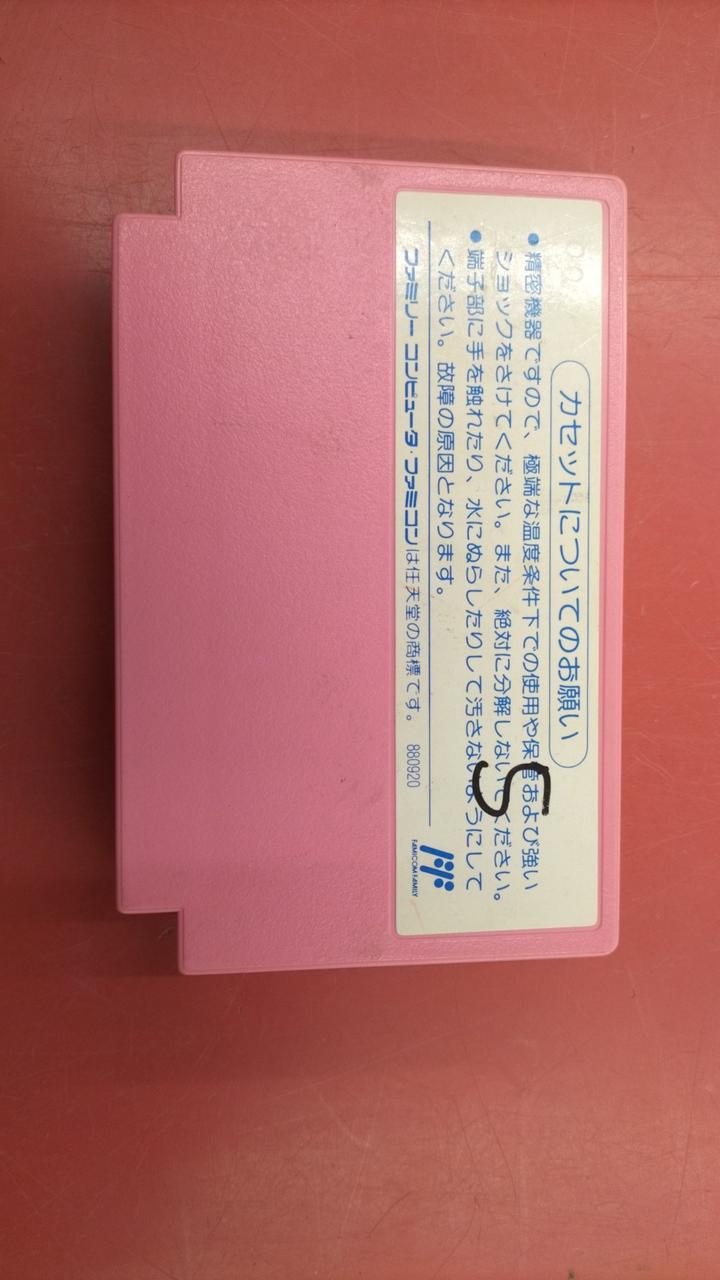 カセットについてのお願い
●精密機器ですので、極端な温度条件下での使用や保管および強い
ショックをさけてください。また、絶対に分解しないでください。
●端子部に手を触れたり、水にぬらしたりして汚さないようにして
ください。故障の原因となります。
ファミリー コンピュータ・ファミコンは任天堂の商標です。 880920
FAMICOM FAMILY
S